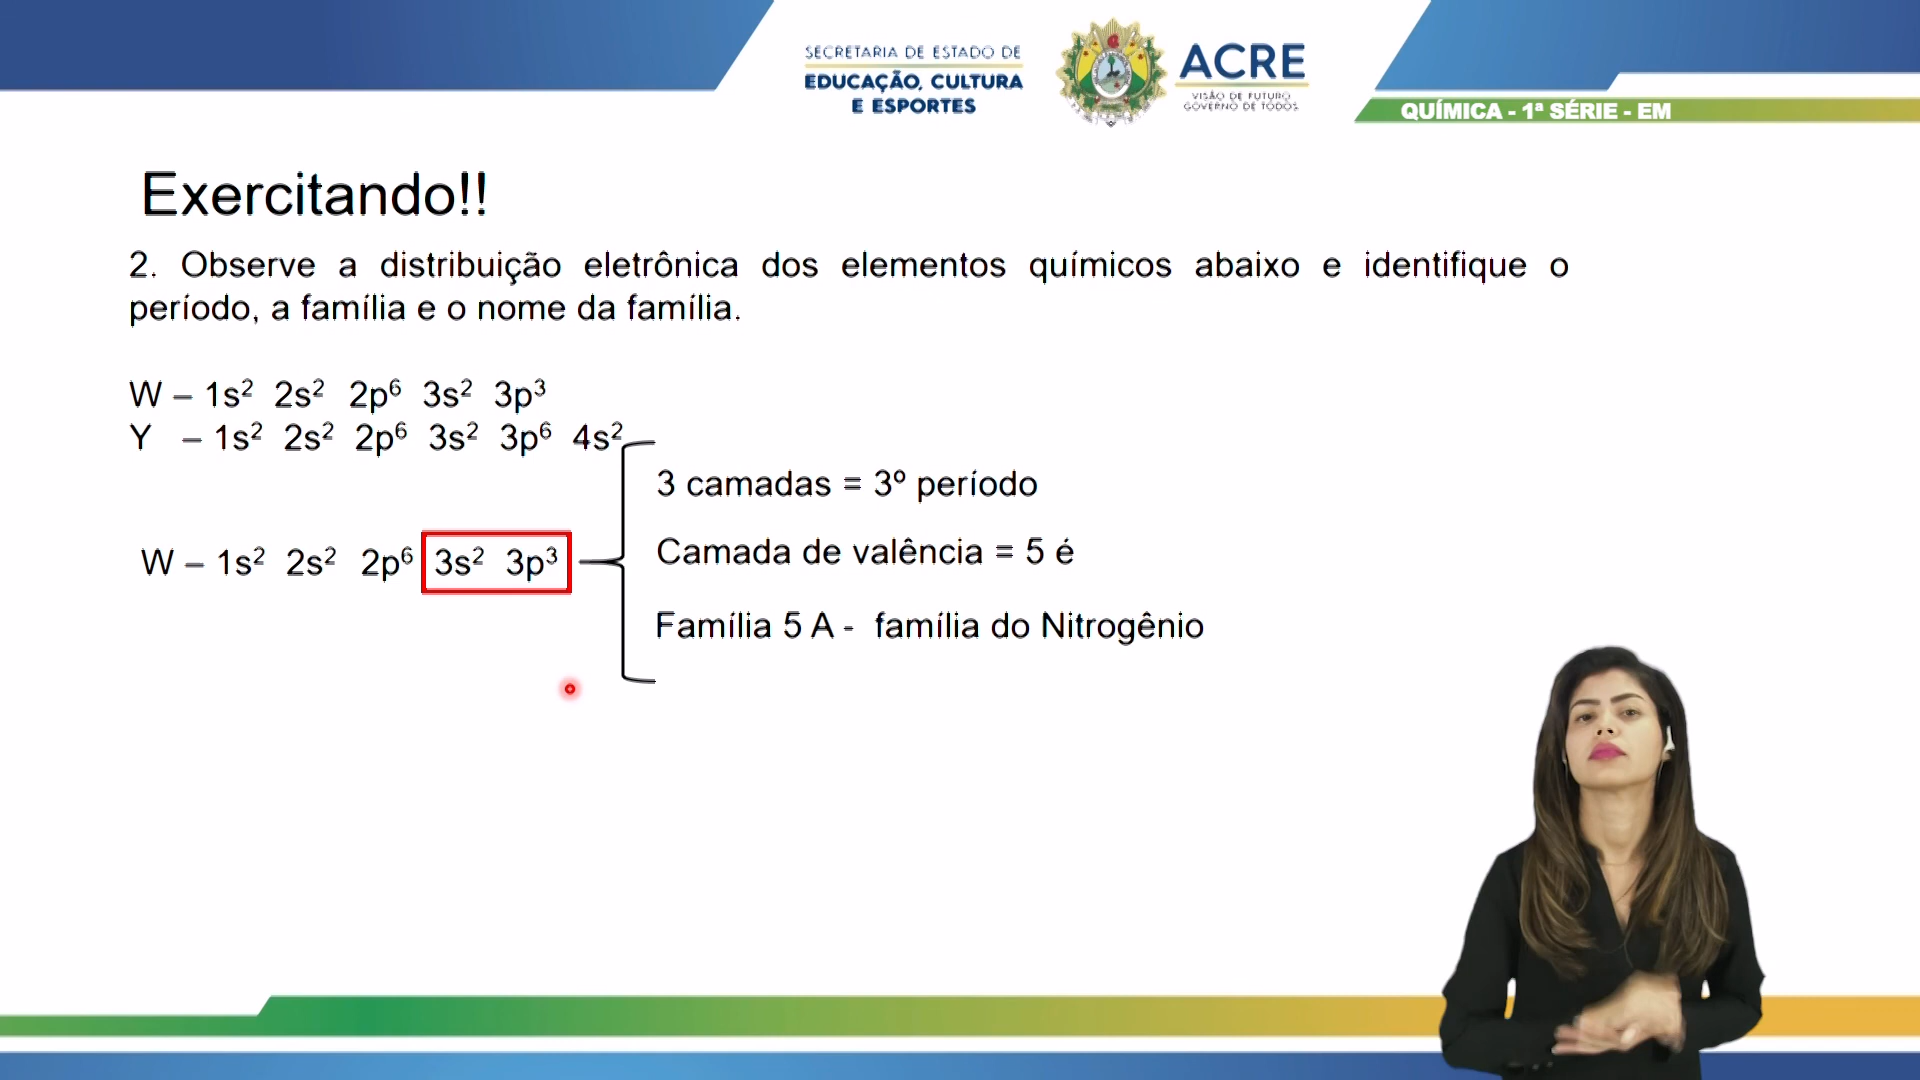 SECRETARIA DE ESTADO DE
EDUCAÇÃO, CULTURA
E ESPORTES
ACRE
VISÃO DE FUTURO
GOVERNO DE TODOS
QUÍMICA - 1ª SÉRIE - EM
Exercitando!!
2. Observe a distribuição eletrônica dos elementos químicos abaixo e identifique o
período, a família e o nome da família.
W – 1s² 2s² 2p⁶ 3s² 3p³
Y – 1s² 2s² 2p⁶ 3s² 3p⁶ 4s²
3 camadas = 3º período
W – 1s² 2s² 2p⁶ 3s² 3p³
Camada de valência = 5 é
Família 5 A - família do Nitrogênio